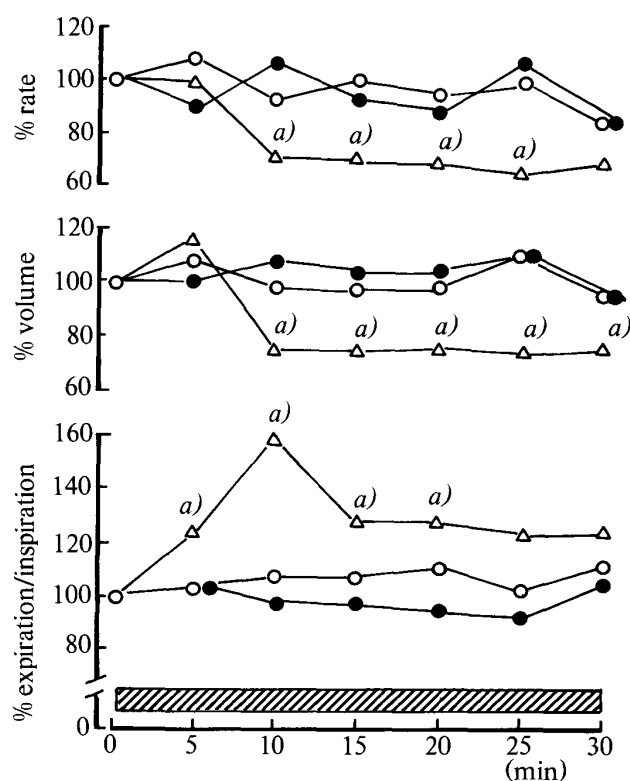 120
100
80
60
% rate
a) a) a) a)
120
100
80
60
% volume
a) a) a) a) a)
160
140
120
100
80
0
% expiration/inspiration
a)
a)
a) a)
0 5 10 15 20 25 30
(min)